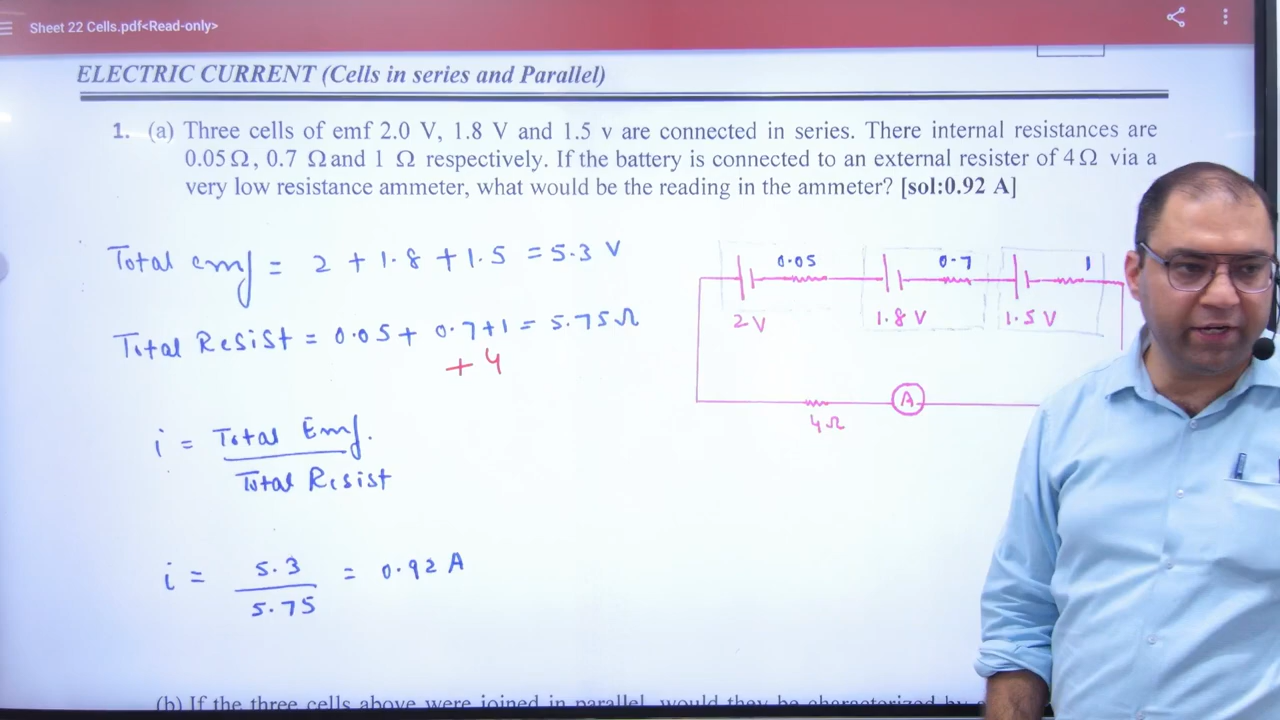 Sheet 22 Cells.pdf<Read-only>
ELECTRIC CURRENT (Cells in series and Parallel)
1. (a) Three cells of emf 2.0 V, 1.8 V and 1.5 v are connected in series. There internal resistances are
0.05 Ω, 0.7 Ω and 1 Ω respectively. If the battery is connected to an external resister of 4 Ω via a
very low resistance ammeter, what would be the reading in the ammeter? [sol:0.92 A]
Total emf = 2 + 1.8 + 1.5 = 5.3 V
Total Resist = 0.05 + 0.7 + 1 = 5.75 Ω
+ 4
i = Total Emf.
Total Resist
i = 5.3
5.75
= 0.92 A
0.05
0.7
1
2 V
1.8 V
1.5 V
A
4 Ω
(b) If the three cells above were joined in parallel, would they be characterized by